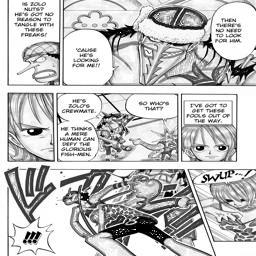 IS ZOLO
NUTS?
HE'S GOT NO
REASON TO
TANGLE WITH
THESE
FREAKS!
'CAUSE
HE'S
LOOKING
FOR ME!!
THEN
THERE'S
NO NEED
TO LOOK
FOR HIM.
HE'S
ZOLO'S
CREWMATE.
HE THINKS
A MERE
HUMAN CAN
DEFY THE
GLORIOUS
FISH-MEN.
SO WHO'S
THAT?
I'VE GOT
TO GET
THESE
FOOLS OUT
OF THE
WAY.
SWUP...
!!!